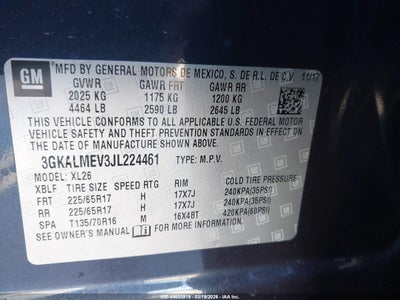 GM
MFD BY GENERAL MOTORS DE MEXICO, S. DE R.L. DE C.V. 11/17
GVWR GAWR FRT GAWR RR
2025 KG 1175 KG 1200 KG
4464 LB 2590 LB 2645 LB
THIS VEHICLE CONFORMS TO ALL APPLICABLE U.S. FEDERAL MOTOR
VEHICLE SAFETY, BUMPER, AND THEFT PREVENTION STANDARDS IN
EFFECT ON THE DATE OF MANUFACTURE SHOWN ABOVE.
3GKALMEV3JL224461 TYPE: M.P.V.
MODEL: XL26
XBLF TIRE SIZE SPEED RTG RIM COLD TIRE PRESSURE
FRT 225/65R17 H 17X7J 240KPA(35PSI)
RR 225/65R17 H 17X7J 240KPA(35PSI)
SPA T135/70R16 M 16X4BT 420KPA(60PSI)
SEE OWNER'S MANUAL FOR ADDITIONAL INFORMATION.